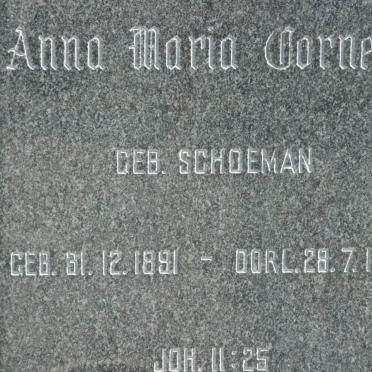 Anna Maria Corne
GEB. SCHOEMAN
GEB. 31.12.1891 - OORL. 28.7.1
JOH. 11:25